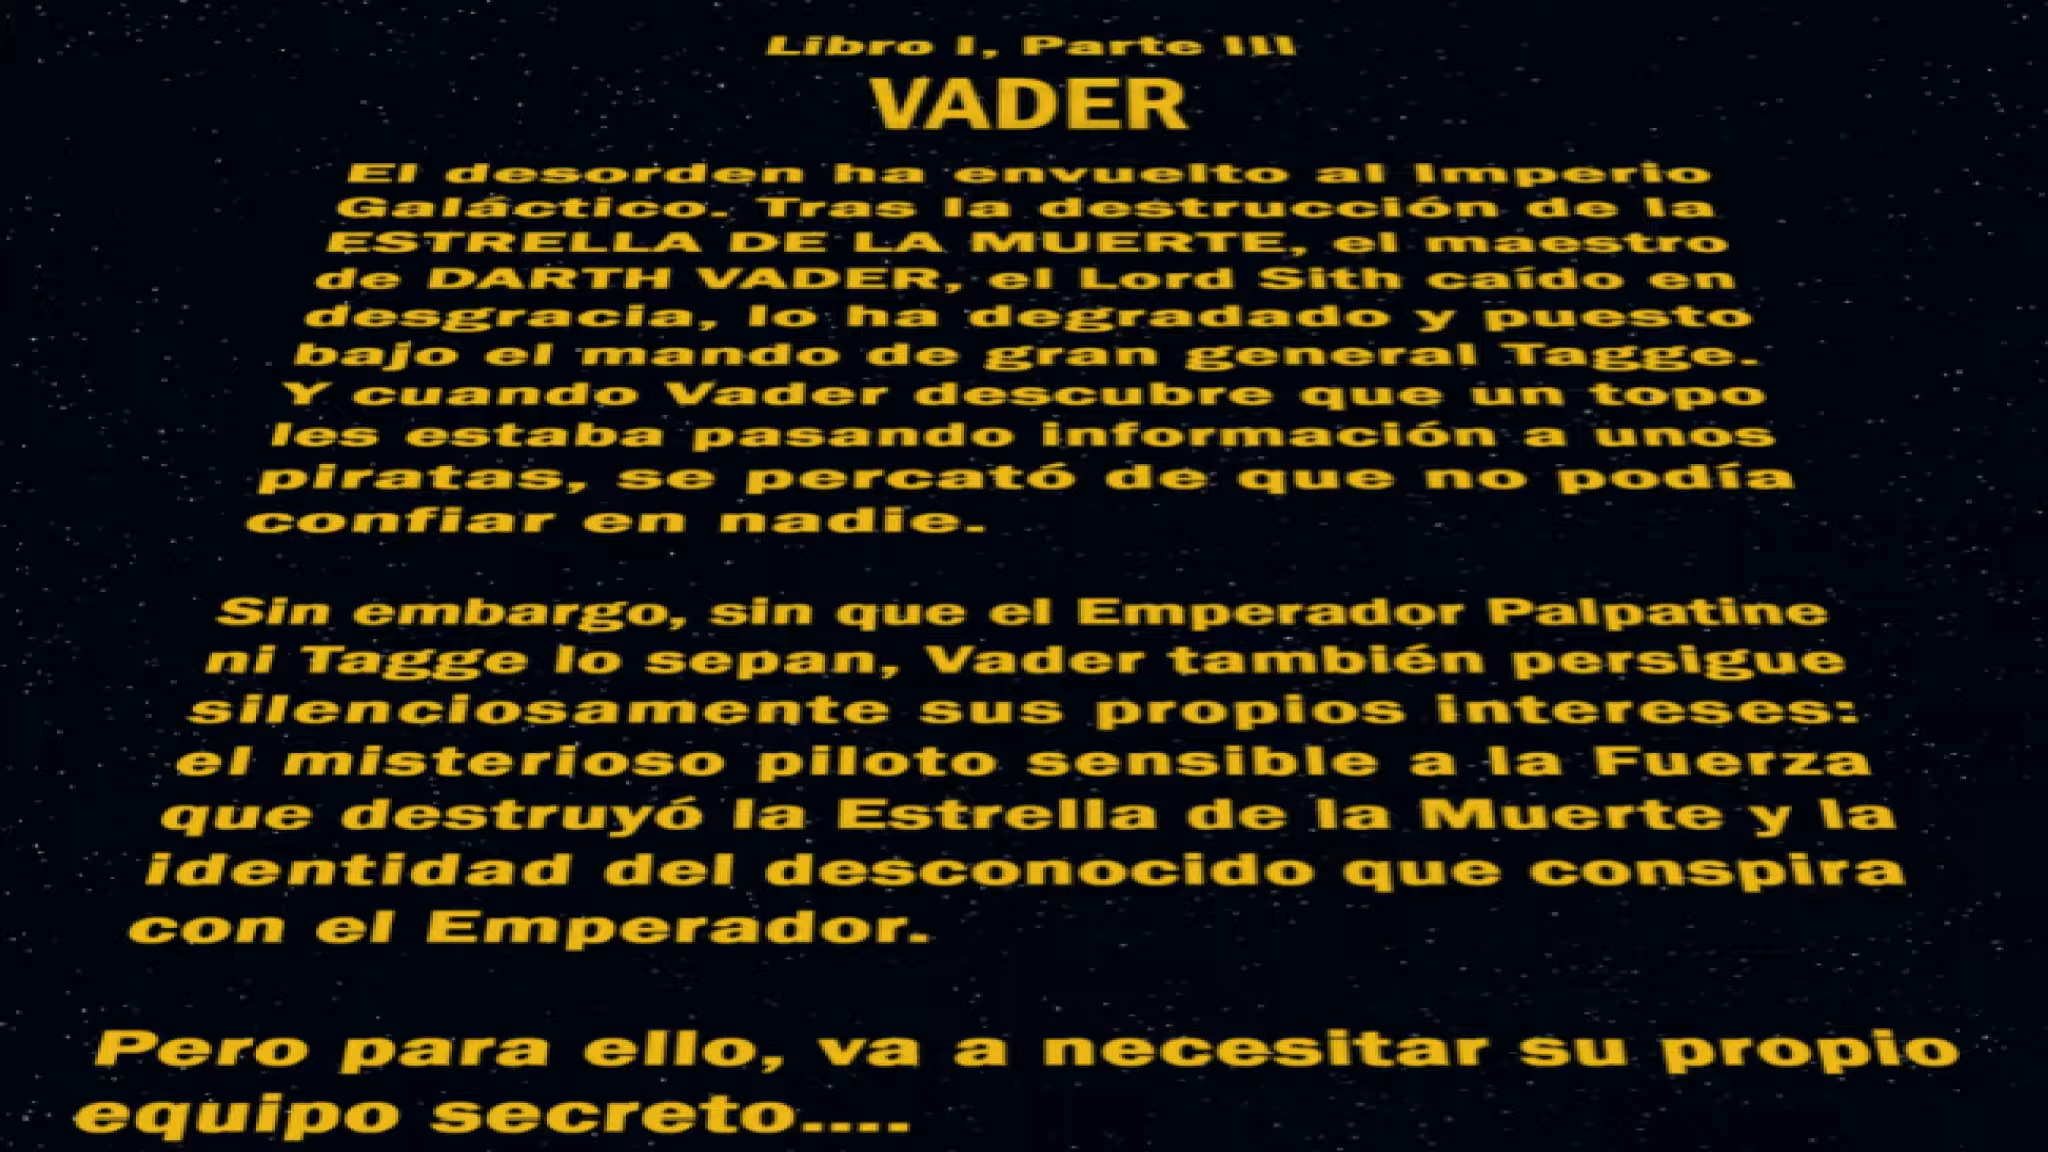 Libro I, Parte III
VADER
El desorden ha envuelto al Imperio
Galáctico. Tras la destrucción de la
ESTRELLA DE LA MUERTE, el maestro
de DARTH VADER, el Lord Sith caído en
desgracia, lo ha degradado y puesto
bajo el mando de gran general Tagge.
Y cuando Vader descubre que un topo
les estaba pasando información a unos
piratas, se percató de que no podía
confiar en nadie.
Sin embargo, sin que el Emperador Palpatine
ni Tagge lo sepan, Vader también persigue
silenciosamente sus propios intereses:
el misterioso piloto sensible a la Fuerza
que destruyó la Estrella de la Muerte y la
identidad del desconocido que conspira
con el Emperador.
Pero para ello, va a necesitar su propio
equipo secreto....